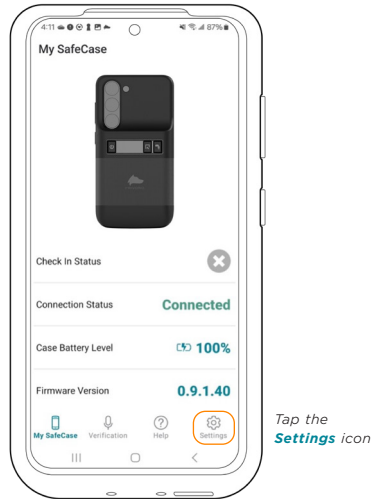 4:11 87%
My SafeCase
Check In Status
Connection Status Connected
Case Battery Level 100%
Firmware Version 0.9.1.40
My SafeCase Verification Help Settings
Tap the
Settings icon